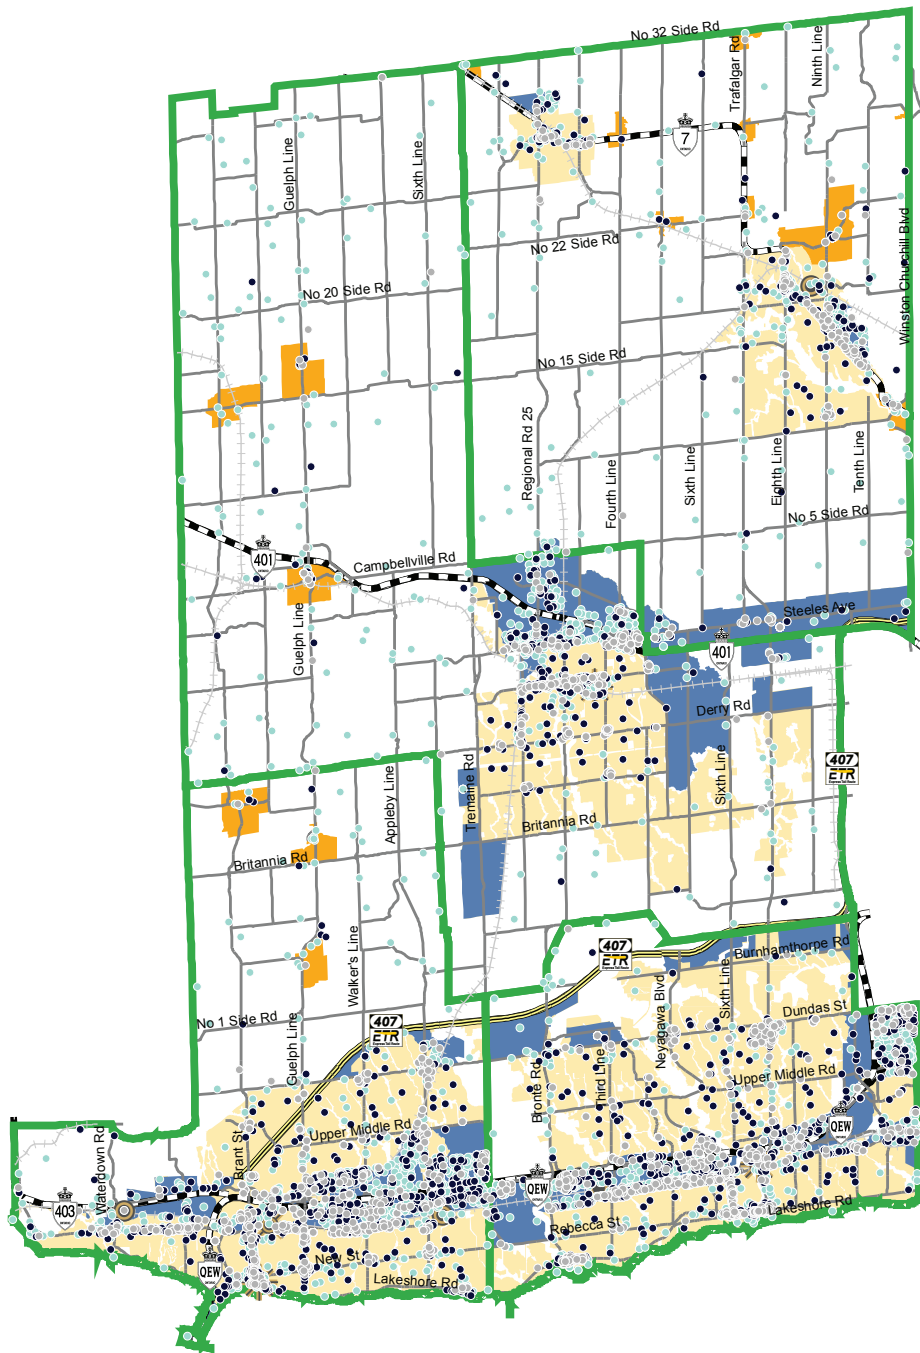 No 32 Side Rd
Trafalgar Rd
Ninth Line
7
Guelph Line
Sixth Line
No 22 Side Rd
Winston Churchill Blvd
No 20 Side Rd
No 15 Side Rd
Regional Rd 25
Fourth Line
Sixth Line
Eighth Line
Tenth Line
No 5 Side Rd
401
Campbellville Rd
Steeles Ave
Guelph Line
401
Derry Rd
Sixth Line
407
ETR
Tremaine Rd
Appleby Line
Britannia Rd
Britannia Rd
Walker's Line
407
ETR
Burnhamthorpe Rd
Sixth Line
Neyagawa Blvd
No 1 Side Rd
Guelph Line
407
ETR
Dundas St
Bronte Rd
Third Line
Upper Middle Rd
Upper Middle Rd
Waterdown Rd
Brant St
QEW
QEW
403
Rebecca St
Lakeshore Rd
New St
QEW
Lakeshore Rd